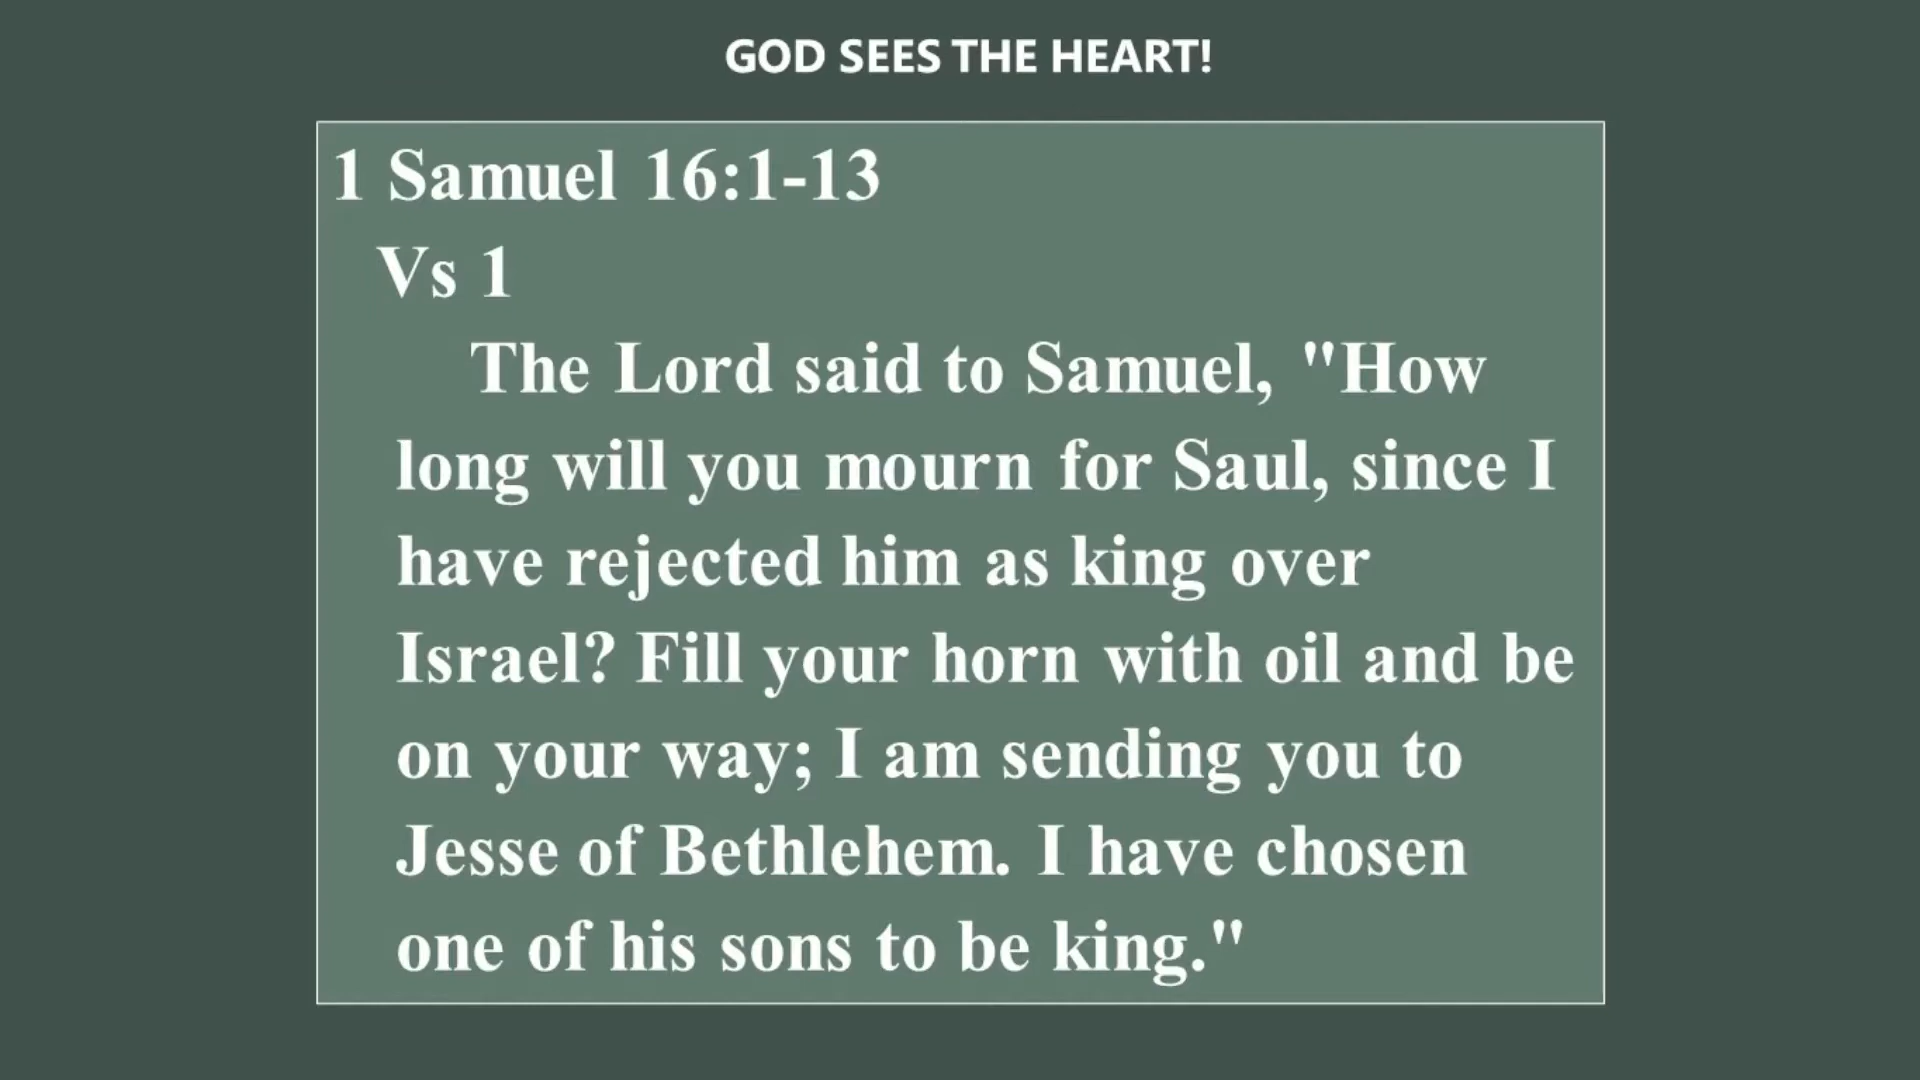 GOD SEES THE HEART!
1 Samuel 16:1-13
Vs 1
The Lord said to Samuel, "How
long will you mourn for Saul, since I
have rejected him as king over
Israel? Fill your horn with oil and be
on your way; I am sending you to
Jesse of Bethlehem. I have chosen
one of his sons to be king."